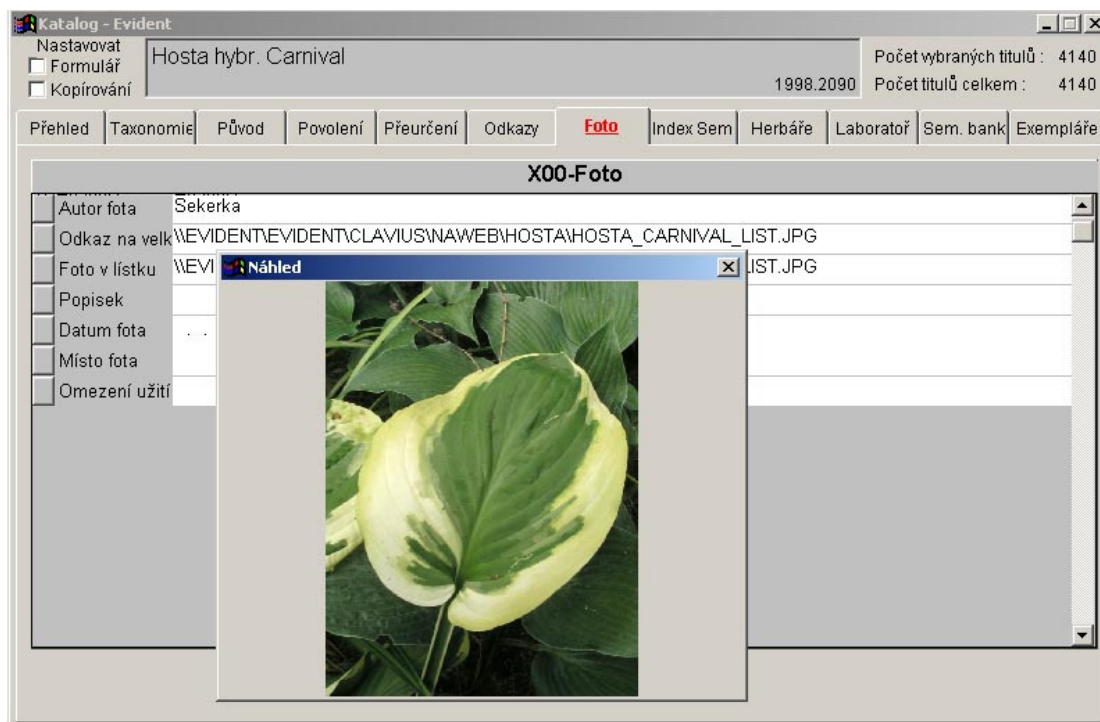 Katalog - Evident
Nastavovat
Formulář
Kopírování
Hosta hybr. Carnival
1998.2090
Počet vybraných titulů : 4140
Počet titulů celkem : 4140
Přehled Taxonomie Původ Povolení Přeurčení Odkazy Foto Index Sem Herbáře Laboratoř Sem. bank Exempláře
X00-Foto
Autor fota Sekerka
Odkaz na velk \\EVIDENT\EVIDENT\CLAVIUS\NAWEB\HOSTA\HOSTA_CARNIVAL_LIST.JPG
Foto v lístku \\EVI LIST.JPG
Náhled
Popisek
Datum fota . .
Místo fota
Omezení užití